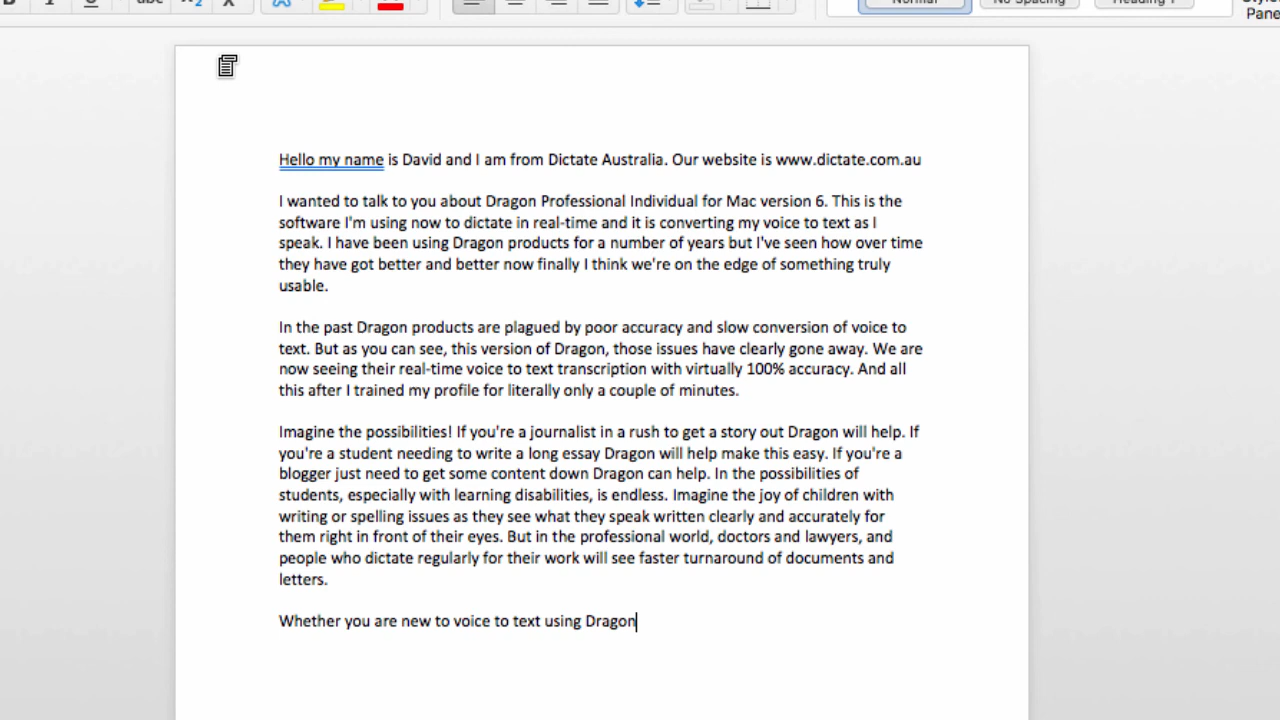 Normal
No Spacing
Heading 1
Pane
Hello my name is David and I am from Dictate Australia. Our website is www.dictate.com.au
I wanted to talk to you about Dragon Professional Individual for Mac version 6. This is the
software I'm using now to dictate in real-time and it is converting my voice to text as I
speak. I have been using Dragon products for a number of years but I've seen how over time
they have got better and better now finally I think we're on the edge of something truly
usable.
In the past Dragon products are plagued by poor accuracy and slow conversion of voice to
text. But as you can see, this version of Dragon, those issues have clearly gone away. We are
now seeing their real-time voice to text transcription with virtually 100% accuracy. And all
this after I trained my profile for literally only a couple of minutes.
Imagine the possibilities! If you're a journalist in a rush to get a story out Dragon will help. If
you're a student needing to write a long essay Dragon will help make this easy. If you're a
blogger just need to get some content down Dragon can help. In the possibilities of
students, especially with learning disabilities, is endless. Imagine the joy of children with
writing or spelling issues as they see what they speak written clearly and accurately for
them right in front of their eyes. But in the professional world, doctors and lawyers, and
people who dictate regularly for their work will see faster turnaround of documents and
letters.
Whether you are new to voice to text using Dragon